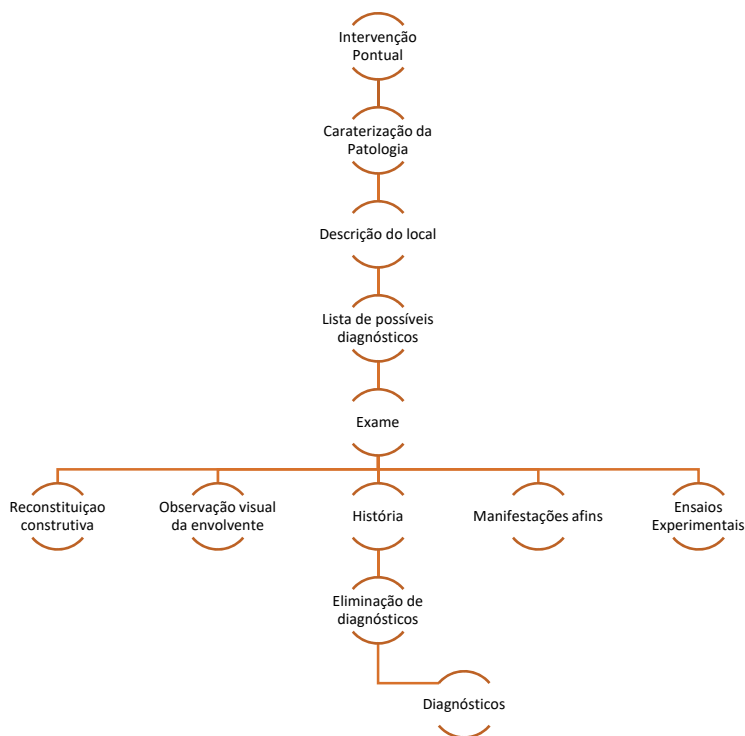 Intervenção
Pontual
Caraterização da
Patologia
Descrição do local
Lista de possíveis
diagnósticos
Exame
Reconstituiçao
construtiva
Observação visual
da envolvente
História
Manifestações afins
Ensaios
Experimentais
Eliminação de
diagnósticos
Diagnósticos